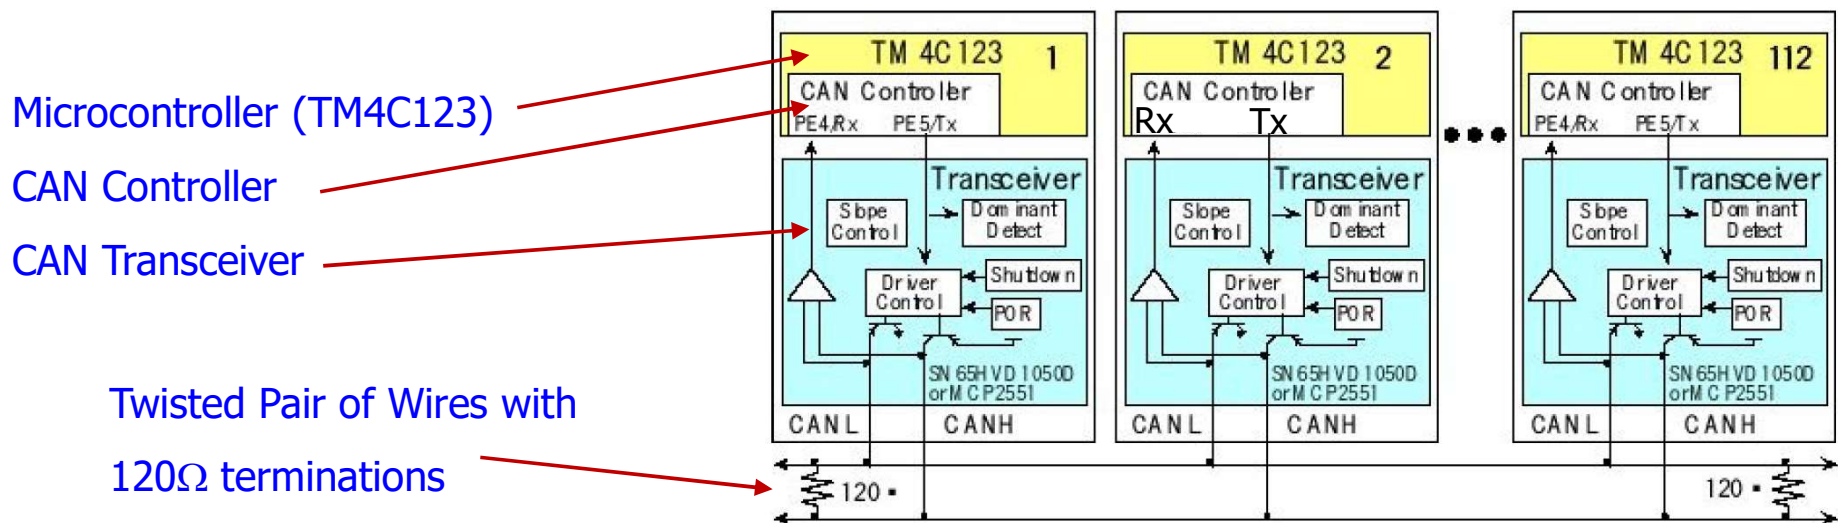 Microcontroller (TM4C123)
CAN Controller
CAN Transceiver
Twisted Pair of Wires with
120Ω terminations
TM 4C123 1
CAN Controller
PE4/Rx PE5/Tx
Transceiver
Slope
Control
Dominant
Detect
Driver
Control
Shutdown
POR
SN65HVD1050D
or MCP2551
CANL CANH
TM 4C123 2
CAN Controller
Rx Tx
Transceiver
Slope
Control
Dominant
Detect
Driver
Control
Shutdown
POR
SN65HVD1050D
or MCP2551
CANL CANH
TM 4C123 112
CAN Controller
PE4/Rx PE5/Tx
Transceiver
Slope
Control
Dominant
Detect
Driver
Control
Shutdown
POR
SN65HVD1050D
or MCP2551
CANL CANH
120
120